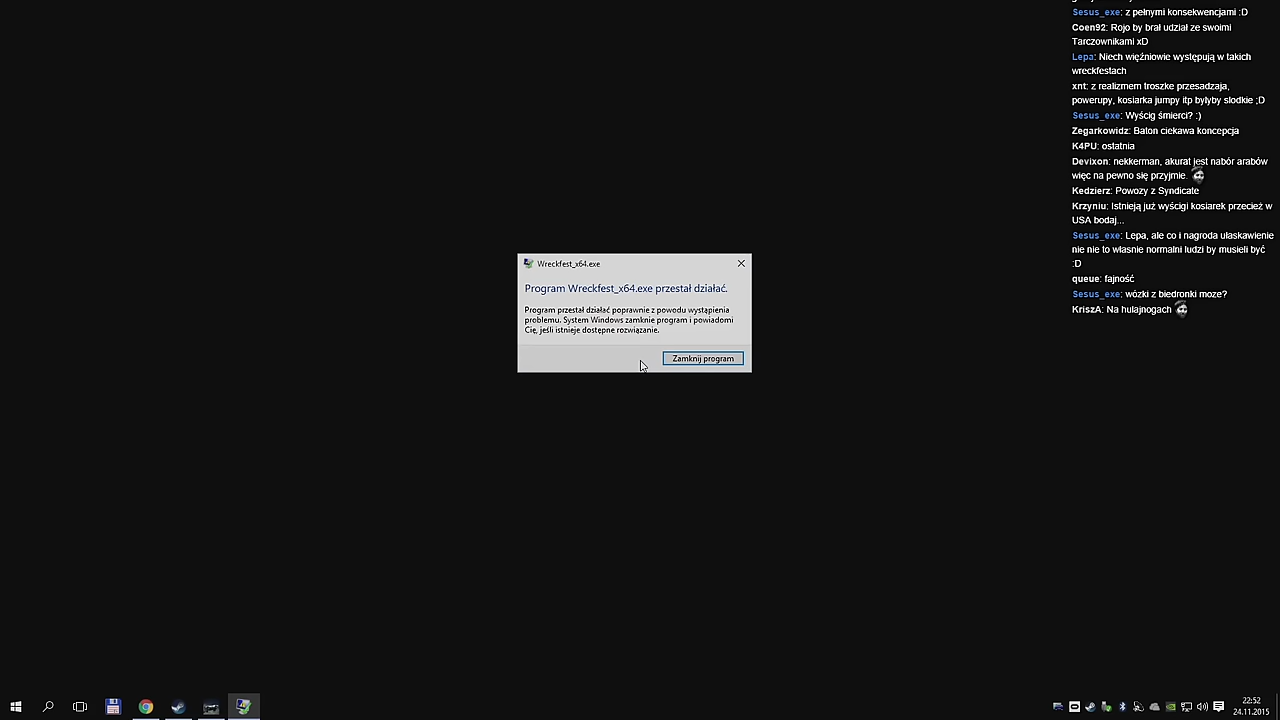 Sesus_exe: z pełnymi konsekwencjami :D
Coen92: Rojo by brał udział ze swoimi
Tarczownikami xD
Lepa: Niech więźniowie występują w takich
wreckfestach
xnt: z realizmem troszke przesadzaja,
powerupy, kosiarka jumpy itp bylyby slodkie ;D
Sesus_exe: Wyścig śmierci? :)
Zegarkowidz: Baton ciekawa koncepcja
K4PU: ostatnia
Devixon: nekkerman, akurat jest nabór arabów
więc na pewno się przyjmie.
Kedzierz: Powozy z Syndicate
Krzyniu: Istnieją już wyścigi kosiarek przecież w
USA bodaj...
Sesus_exe: Lepa, ale co i nagroda ułaskawienie
nie nie to własnie normalni ludzi by musieli być
:D
queue: fajność
Sesus_exe: wózki z biedronki moze?
KriszA: Na hulajnogach
Wreckfest_x64.exe
Program Wreckfest_x64.exe przestał działać.
Program przestał działać poprawnie z powodu wystąpienia
problemu. System Windows zamknie program i powiadomi
Cię, jeśli istnieje dostępne rozwiązanie.
Zamknij program
22:52
24.11.2015